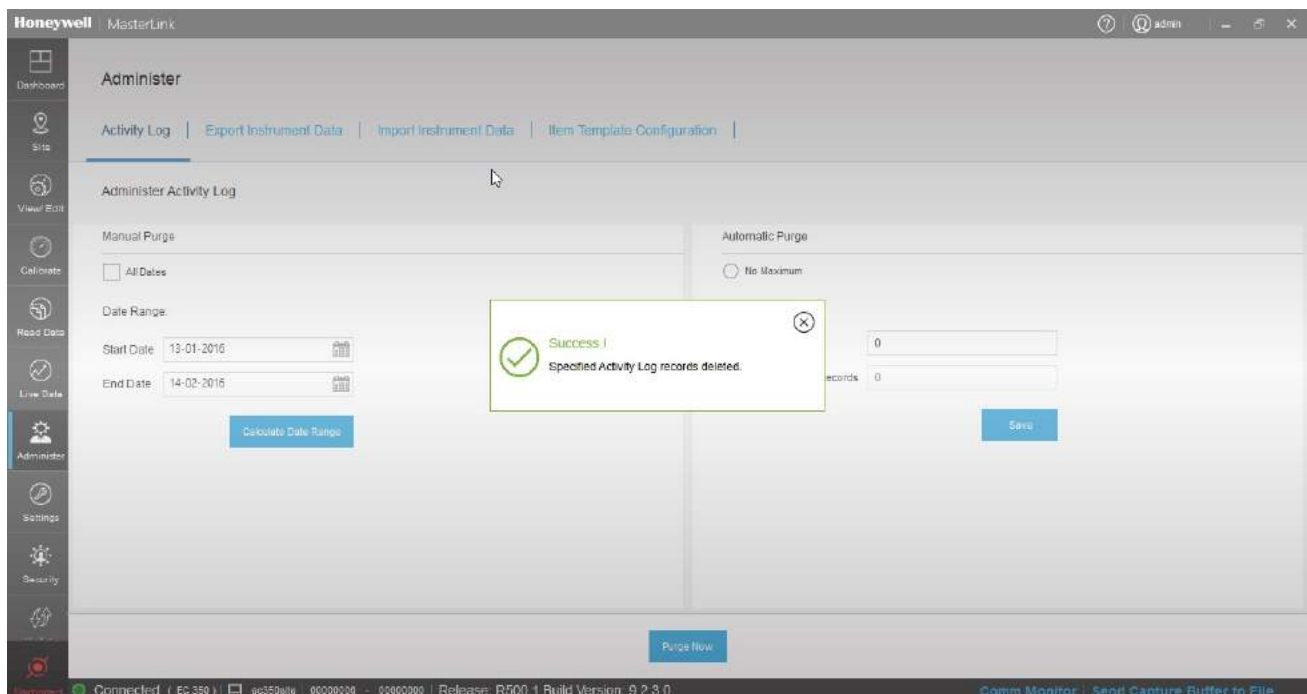 Honeywell MasterLink
admin
Dashboard
Administer
Site
Activity Log | Export Instrument Data | Import Instrument Data | Item Template Configuration |
View/ Edit
Administer Activity Log
Manual Purge
Automatic Purge
Calibrate
All Dates
No Maximum
Read Data
Date Range:
Success !
Start Date 13-01-2016
0
Specified Activity Log records deleted.
Live Data
End Date 14-02-2016
ecords 0
Calculate Date Range
Save
Administer
Settings
Security
Purge Now
Connected ( EC 350 ) | ec350site | 00000000 - 00000000 | Release: R500.1 Build Version: 9.2.3.0
Comm Monitor | Send Capture Buffer to File